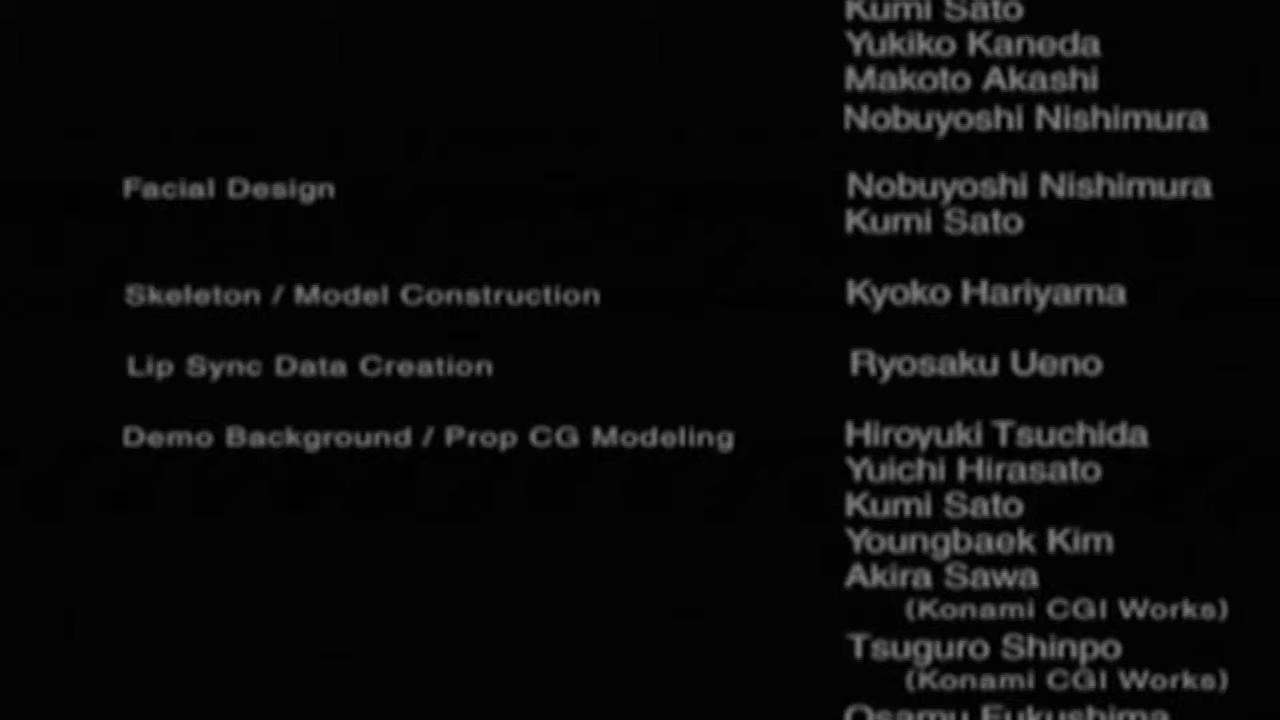 Kumi Sato
Yukiko Kaneda
Makoto Akashi
Nobuyoshi Nishimura
Facial Design Nobuyoshi Nishimura
Kumi Sato
Skeleton / Model Construction Kyoko Hariyama
Lip Sync Data Creation Ryosaku Ueno
Demo Background / Prop CG Modeling Hiroyuki Tsuchida
Yuichi Hirasato
Kumi Sato
Youngbaek Kim
Akira Sawa
(Konami CGI Works)
Tsuguro Shinpo
(Konami CGI Works)
Osamu Fukushima